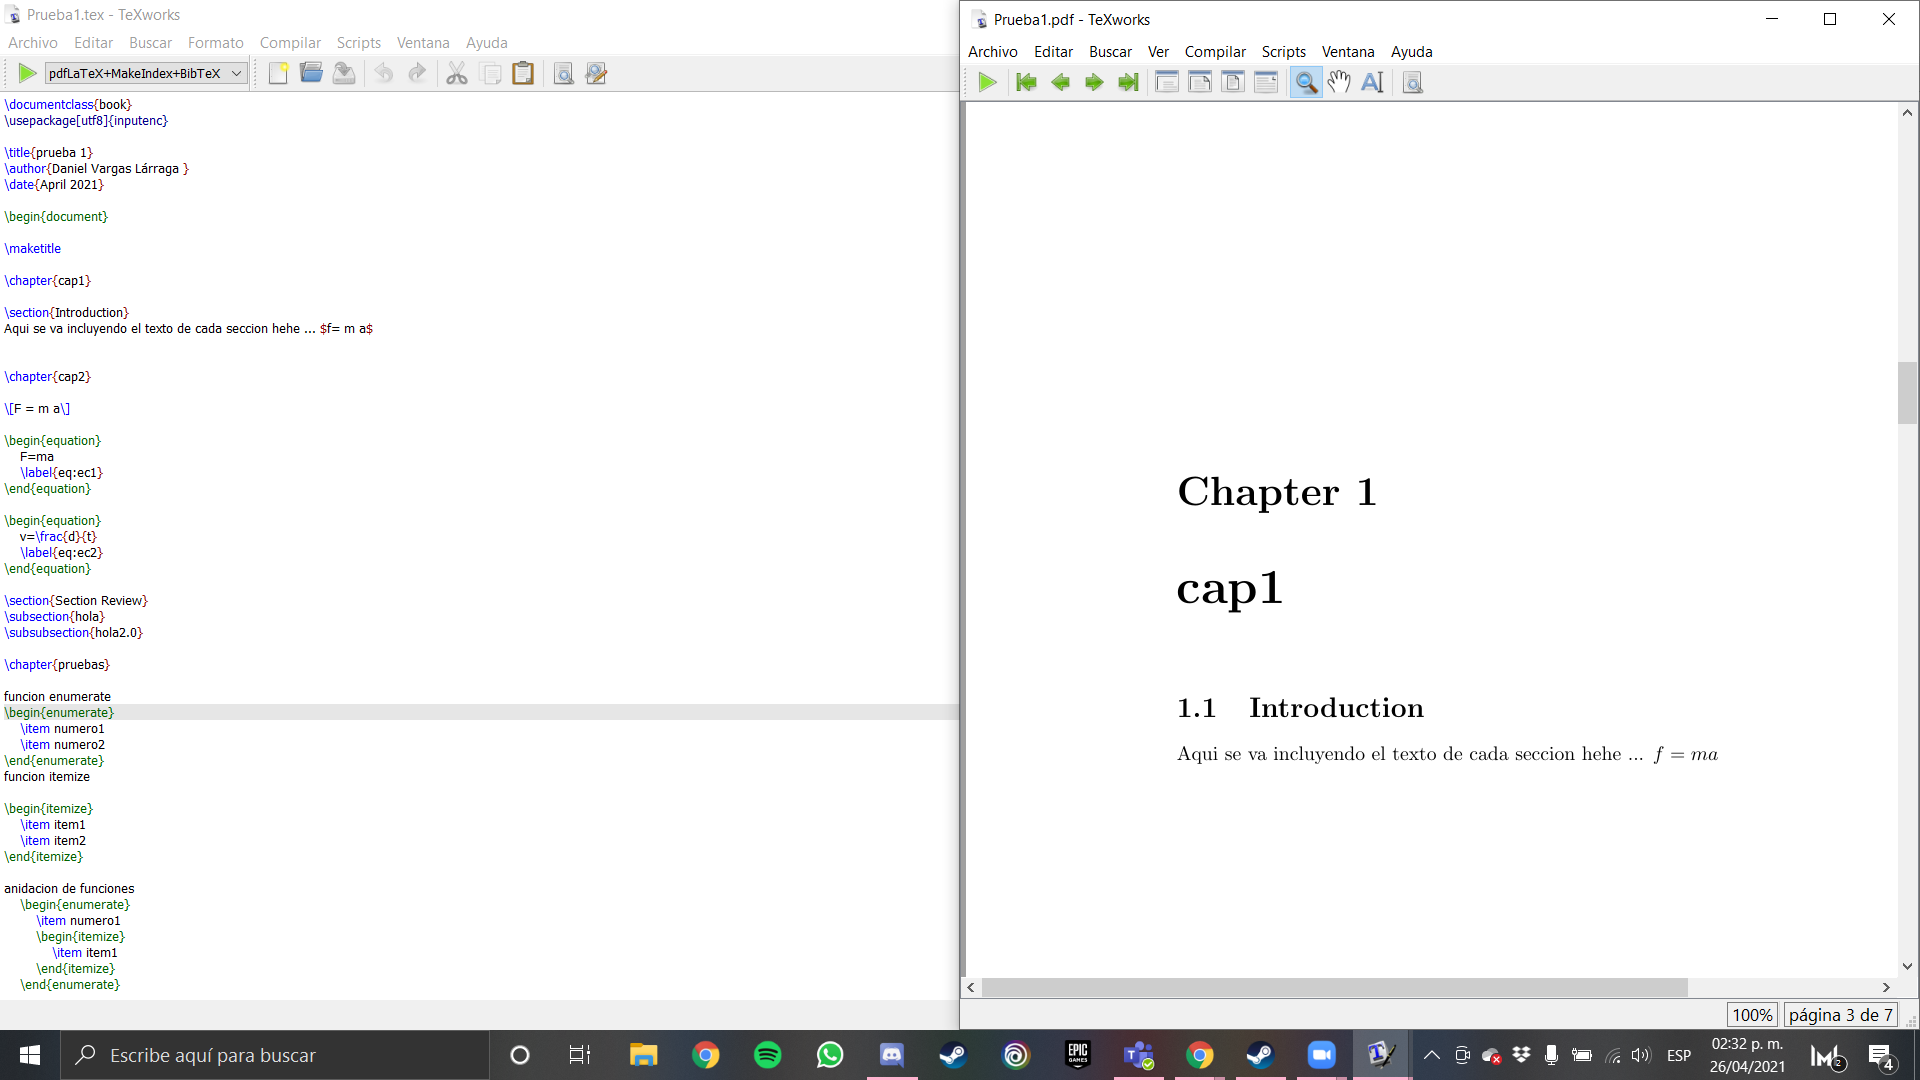 Prueba1.tex - TeXworks
Archivo Editar Buscar Formato Compilar Scripts Ventana Ayuda
pdfLaTeX+MakeIndex+BibTeX
\documentclass{book}
\usepackage[utf8]{inputenc}
\title{prueba 1}
\author{Daniel Vargas Lárraga }
\date{April 2021}
\begin{document}
\maketitle
\chapter{cap1}
\section{Introduction}
Aqui se va incluyendo el texto de cada seccion hehe ... $f= m a$
\chapter{cap2}
\[F = m a\]
\begin{equation}
F=ma
\label{eq:ec1}
\end{equation}
\begin{equation}
v=\frac{d}{t}
\label{eq:ec2}
\end{equation}
\section{Section Review}
\subsection{hola}
\subsubsection{hola2.0}
\chapter{pruebas}
funcion enumerate
\begin{enumerate}
\item numero1
\item numero2
\end{enumerate}
funcion itemize
\begin{itemize}
\item item1
\item item2
\end{itemize}
anidacion de funciones
\begin{enumerate}
\item numero1
\begin{itemize}
\item item1
\end{itemize}
\end{enumerate}
Prueba1.pdf - TeXworks
Archivo Editar Buscar Ver Compilar Scripts Ventana Ayuda
Chapter 1
cap1
1.1 Introduction
Aqui se va incluyendo el texto de cada seccion hehe ... f = ma
100% página 3 de 7
Escribe aquí para buscar
EPIC GAMES
ESP
02:32 p. m.
26/04/2021
2
4